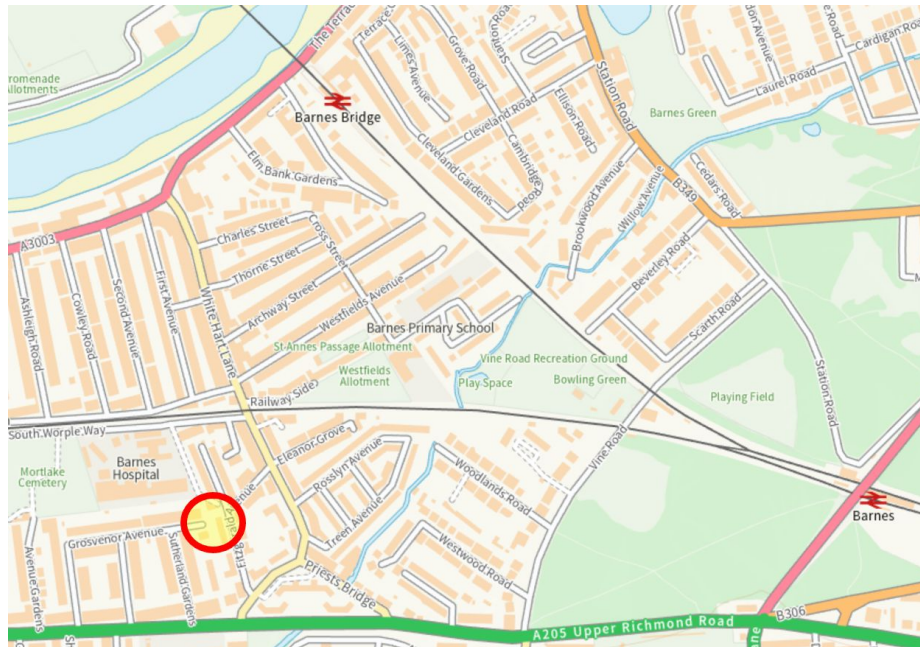 The Terrace
Terrace
Limes Avenue
Grove Road
Stanton
Station Road
Laurel Road
Cardigan Road
Promenade
Allotments
Barnes Bridge
Cleveland Road
Ellison Road
Barnes Green
Elm Bank Gardens
Cleveland Gardens
Cambridge Road
Brookwood Avenue
Willow Avenue
Cedars Road
B349
A3003
Charles Street
Cross Street
Thorne Street
Archway Street
Westfields Avenue
Beverley Road
Scarth Road
Ashleigh Road
Cowley Road
Second Avenue
First Avenue
White Hart Lane
Barnes Primary School
St-Annes Passage Allotment
Westfields
Allotment
Vine Road Recreation Ground
Play Space
Bowling Green
Playing Field
Station Road
Railway Side
South Worple Way
Barnes
Hospital
Mortlake
Cemetery
Eleanor Grove
Rosslyn Avenue
Treen Avenue
Woodlands Road
Vine Road
Westwood Road
Barnes
Grosvenor Avenue
Sutherland Gardens
Avenue Gardens
Priests Bridge
A205 Upper Richmond Road
B306